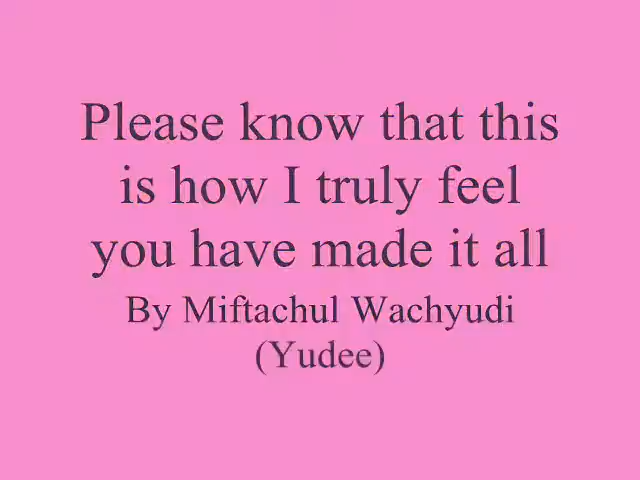 Please know that this
is how I truly feel
you have made it all
By Miftachul Wachyudi
(Yudee)